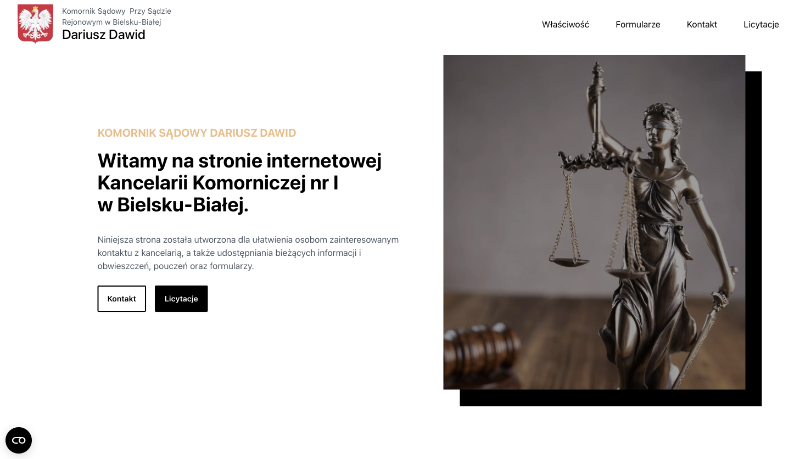 Komornik Sądowy Przy Sądzie
Rejonowym w Bielsku-Białej
Dariusz Dawid
Właściwość
Formularze
Kontakt
Licytacje
KOMORNIK SĄDOWY DARIUSZ DAWID
Witamy na stronie internetowej
Kancelarii Komorniczej nr I
w Bielsku-Białej.
Niniejsza strona została utworzona dla ułatwienia osobom zainteresowanym
kontaktu z kancelarią, a także udostępniania bieżących informacji i
obwieszczeń, pouczeń oraz formularzy.
Kontakt
Licytacje